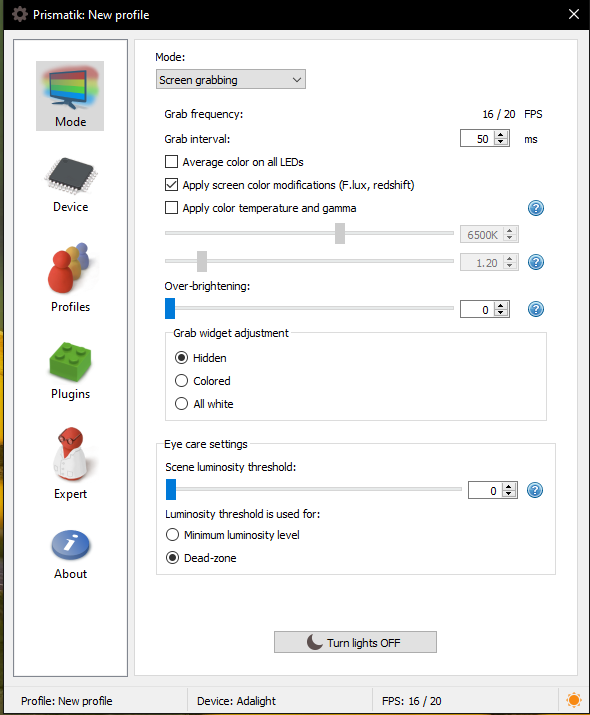 Prismatik: New profile
Mode
Device
Profiles
Plugins
Expert
About
Mode:
Screen grabbing
Grab frequency: 16 / 20 FPS
Grab interval: 50 ms
Average color on all LEDs
Apply screen color modifications (F.lux, redshift)
Apply color temperature and gamma ?
6500K
1.20 ?
Over-brightening:
0 ?
Grab widget adjustment
Hidden
Colored
All white
Eye care settings
Scene luminosity threshold:
0 ?
Luminosity threshold is used for:
Minimum luminosity level
Dead-zone
Turn lights OFF
Profile: New profile Device: Adalight FPS: 16 / 20